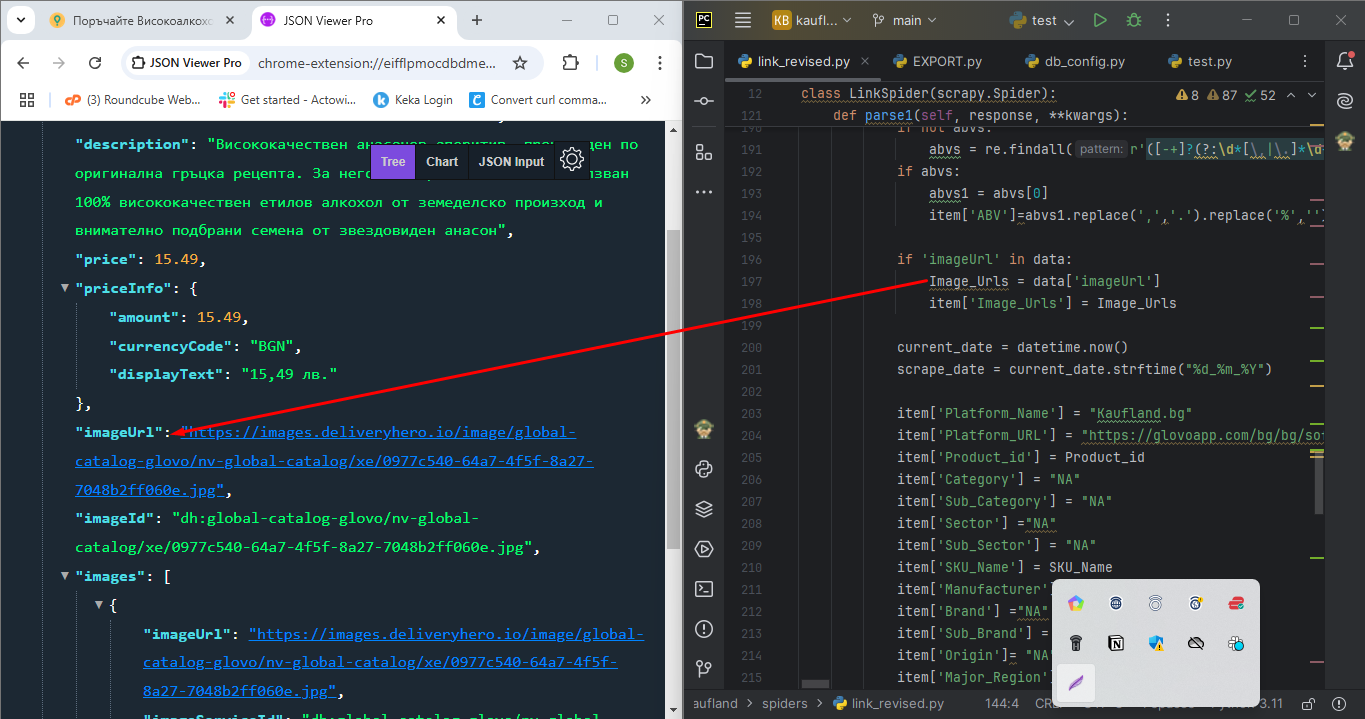 Поръчайте Високоалкохо
JSON Viewer Pro
JSON Viewer Pro
chrome-extension://eifflpmocdbdme...
S
(3) Roundcube Web...
Get started - Actowi...
Keka Login
Convert curl comma...
"description": "Висококачествен
оригинална гръцка рецепта. За
100% висококачествен етилов алкохол от земеделско произход и
внимателно подбрани семена от звездовиден анасон",
Tree
Chart
JSON Input
"price": 15.49,
"priceInfo": {
"amount": 15.49,
"currencyCode": "BGN",
"displayText": "15,49 лв."
},
"imageUrl": "https://images.deliveryhero.io/image/global-
catalog-glovo/nv-global-catalog/xe/0977c540-64a7-4f5f-8a27-
7048b2ff060e.jpg",
"imageId": "dh:global-catalog-glovo/nv-global-
catalog/xe/0977c540-64a7-4f5f-8a27-7048b2ff060e.jpg",
"images": [
{
"imageUrl": "https://images.deliveryhero.io/image/global-
catalog-glovo/nv-global-catalog/xe/0977c540-64a7-4f5f-
8a27-7048b2ff060e.jpg",
PC
KB kaufl...
main
test
link_revised.py
EXPORT.py
db_config.py
test.py
8 87 52
12 class LinkSpider(scrapy.Spider):
121 def parse1(self, response, **kwargs):
190 if not abvs:
191 abvs = re.findall( pattern: r'([-+]?(?:\d*[\,|\.]*\d
192 if abvs:
193 abvs1 = abvs[0]
194 item['ABV']=abvs1.replace(',','.').replace('%','')
195
196 if 'imageUrl' in data:
197 Image_Urls = data['imageUrl']
198 item['Image_Urls'] = Image_Urls
199
200 current_date = datetime.now()
201 scrape_date = current_date.strftime("%d_%m_%Y")
202
203 item['Platform_Name'] = "Kaufland.bg"
204 item['Platform_URL'] = "https://glovoapp.com/bg/bg/sof
205 item['Product_id'] = Product_id
206 item['Category'] = "NA"
207 item['Sub_Category'] = "NA"
208 item['Sector'] ="NA"
209 item['Sub_Sector'] = "NA"
210 item['SKU_Name'] = SKU_Name
211 item['Manufacturer'
212 item['Brand'] ="NA"
213 item['Sub_Brand'] =
214 item['Origin']= "NA"
215 item['Major_Region'
aufland > spiders > link_revised.py
144:4
3.11